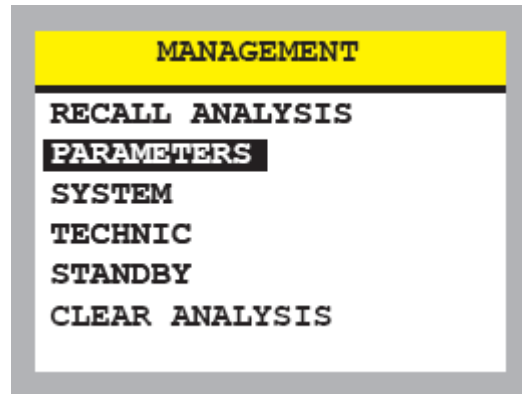 MANAGEMENT
RECALL ANALYSIS
PARAMETERS
SYSTEM
TECHNIC
STANDBY
CLEAR ANALYSIS